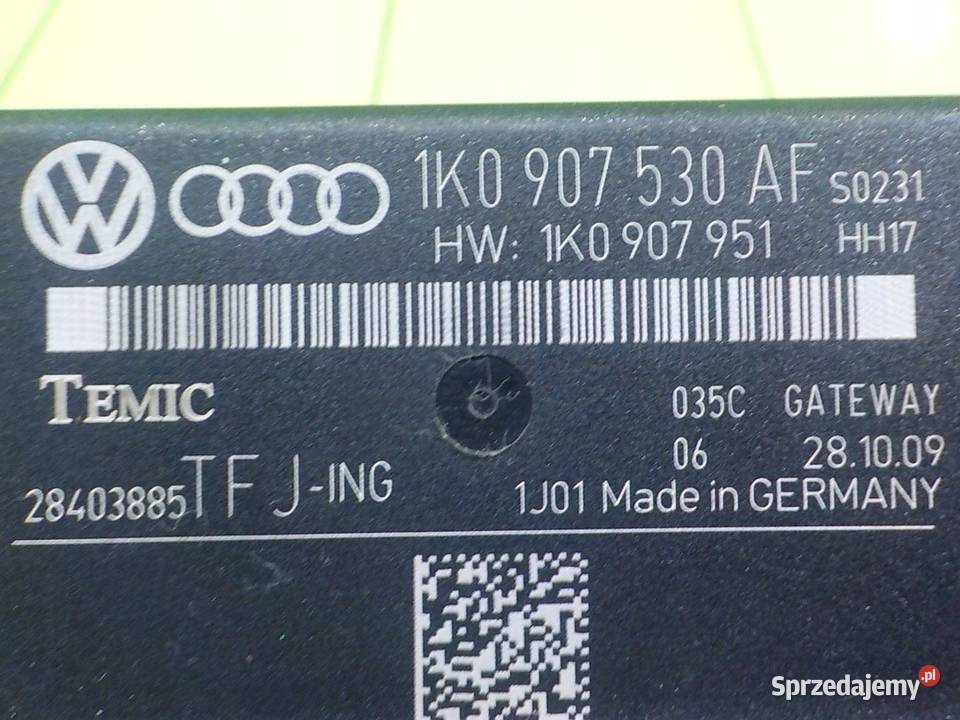 1K0 907 530 AF S0231
HW: 1K0 907 951 HH17
TEMIC
035C GATEWAY
06 28.10.09
28403885TF J-ING
1J01 Made in GERMANY
Sprzedajemy.pl